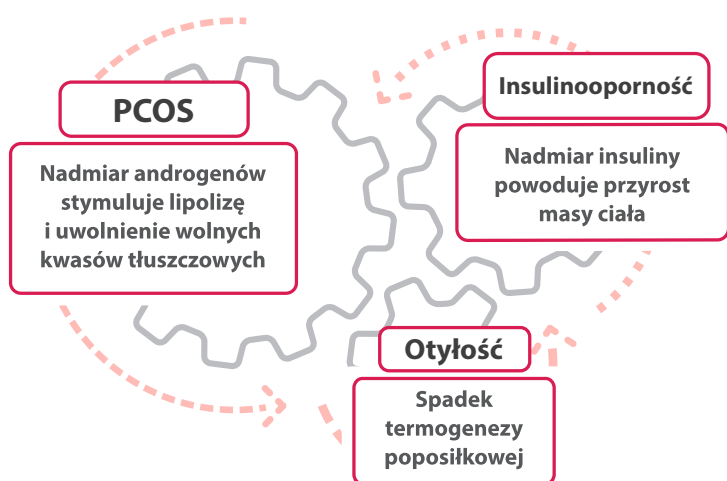 PCOS
Nadmiar androgenów
stymuluje lipolizę
i uwolnienie wolnych
kwasów tłuszczowych
Insulinooporność
Nadmiar insuliny
powoduje przyrost
masy ciała
Otyłość
Spadek
termogenezy
poposiłkowej